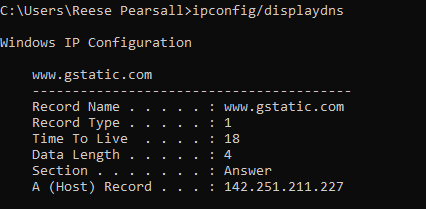 C:\Users\Reese Pearsall>ipconfig/displaydns
Windows IP Configuration
www.gstatic.com
----------------------------------------
Record Name . . . . . : www.gstatic.com
Record Type . . . . . : 1
Time To Live  . . . . : 18
Data Length . . . . . : 4
Section . . . . . . . : Answer
A (Host) Record . . . : 142.251.211.227